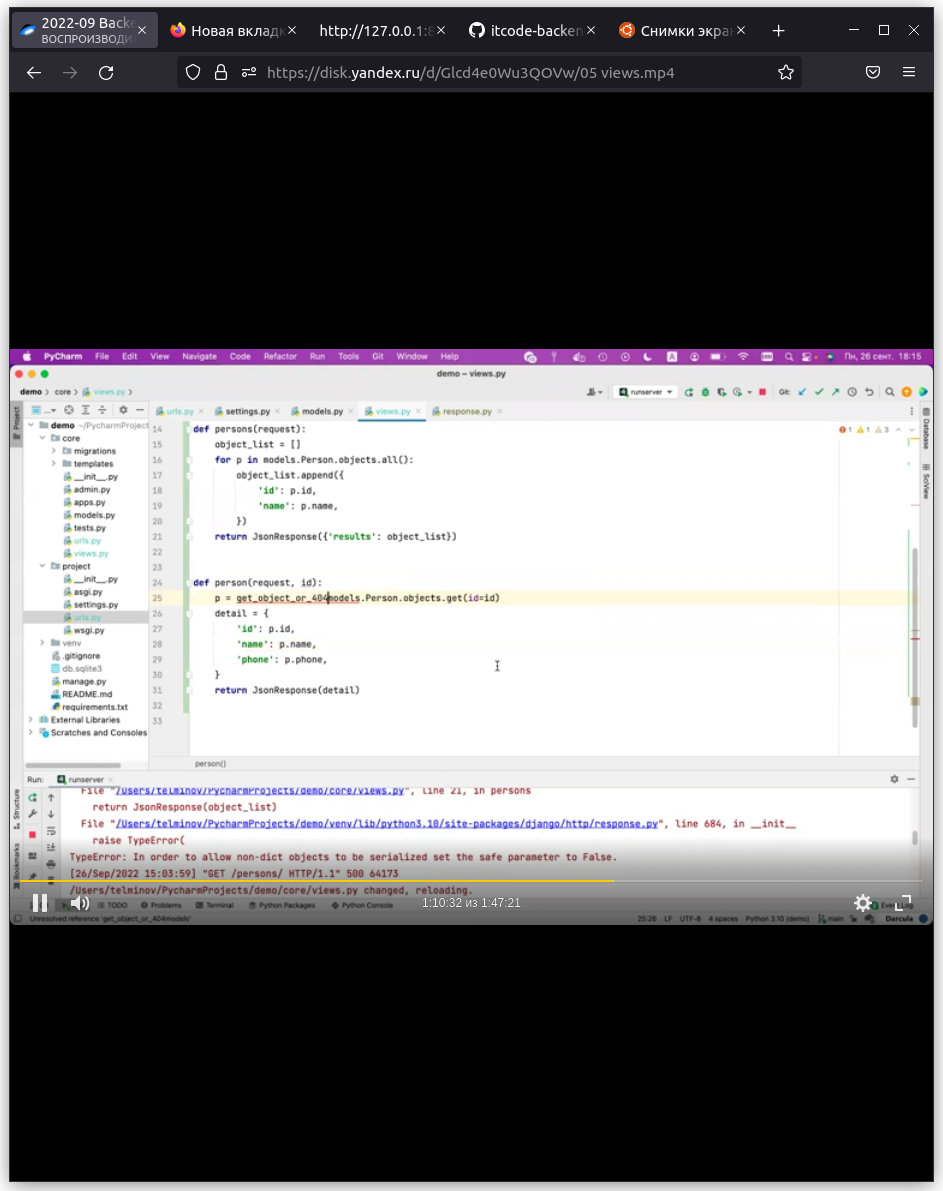 2022-09 Backe
ВОСПРОИЗВОДИТ
Новая вкладк
http://127.0.0.1:8
itcode-backen
Снимки экра
https://disk.yandex.ru/d/Glcd4e0Wu3QOVw/05 views.mp4
PyCharm File Edit View Navigate Code Refactor Run Tools Git Window Help
A
Пн, 26 сент. 18:15
demo – views.py
demo core views.py
runserver
Git:
urls.py settings.py models.py views.py response.py
Project
Database
SciView
demo ~/PycharmProject
core
migrations
templates
__init__.py
admin.py
apps.py
models.py
tests.py
urls.py
views.py
project
__init__.py
asgi.py
settings.py
urls.py
wsgi.py
venv
.gitignore
db.sqlite3
manage.py
README.md
requirements.txt
External Libraries
Scratches and Consoles
1 1 3
14 def persons(request):
15 object_list = []
16 for p in models.Person.objects.all():
17 object_list.append({
18 'id': p.id,
19 'name': p.name,
20 })
21 return JsonResponse({'results': object_list})
22
23
24 def person(request, id):
25 p = get_object_or_404models.Person.objects.get(id=id)
26 detail = {
27 'id': p.id,
28 'name': p.name,
29 'phone': p.phone,
30 }
31 return JsonResponse(detail)
32
33
person()
Run: runserver
Structure
Bookmarks
File "/Users/telminov/PycharmProjects/demo/core/views.py", line 21, in persons
return JsonResponse(object_list)
File "/Users/telminov/PycharmProjects/demo/venv/lib/python3.10/site-packages/django/http/response.py", line 684, in __init__
raise TypeError(
TypeError: In order to allow non-dict objects to be serialized set the safe parameter to False.
[26/Sep/2022 15:03:59] "GET /persons/ HTTP/1.1" 500 64173
/Users/telminov/PycharmProjects/demo/core/views.py changed, reloading.
1:10:32 из 1:47:21
TODO Problems Terminal Python Packages Python Console Event Log
Unresolved reference 'get_object_or_404models'
25:26 LF UTF-8 4 spaces Python 3.10 (demo) main Darcula